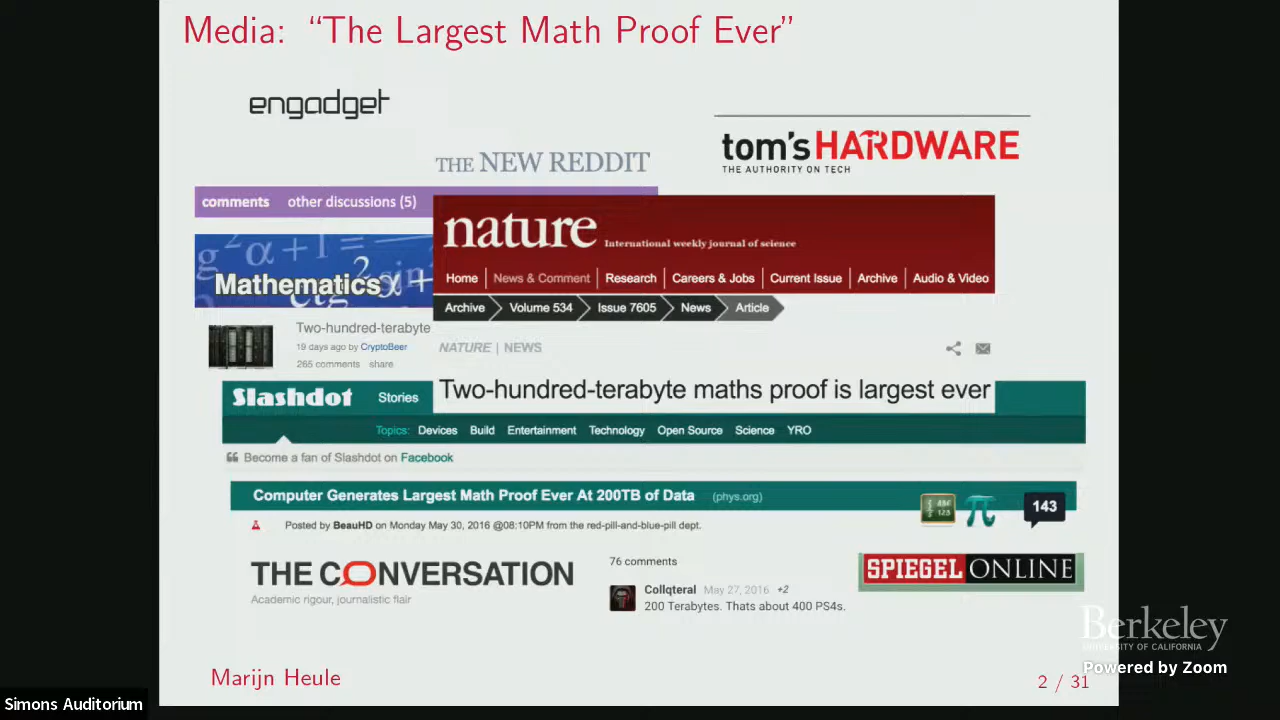 Media: “The Largest Math Proof Ever”
engadget
THE NEW REDDIT
tom's HARDWARE
THE AUTHORITY ON TECH
comments other discussions (5)
nature International weekly journal of science
Mathematics
Home News & Comment Research Careers & Jobs Current Issue Archive Audio & Video
Archive Volume 534 Issue 7605 News Article
Two-hundred-terabyte
19 days ago by CryptoBeer
265 comments share
NATURE | NEWS
Two-hundred-terabyte maths proof is largest ever
Slashdot Stories
Topics: Devices Build Entertainment Technology Open Source Science YRO
Become a fan of Slashdot on Facebook
Computer Generates Largest Math Proof Ever At 200TB of Data (phys.org)
143
Posted by BeauHD on Monday May 30, 2016 @08:10PM from the red-pill-and-blue-pill dept.
THE CONVERSATION
Academic rigour, journalistic flair
76 comments
Collqteral May 27, 2016 +2
200 Terabytes. Thats about 400 PS4s.
SPIEGEL ONLINE
Berkeley
UNIVERSITY OF CALIFORNIA
Powered by Zoom
Marijn Heule
2 / 31
Simons Auditorium